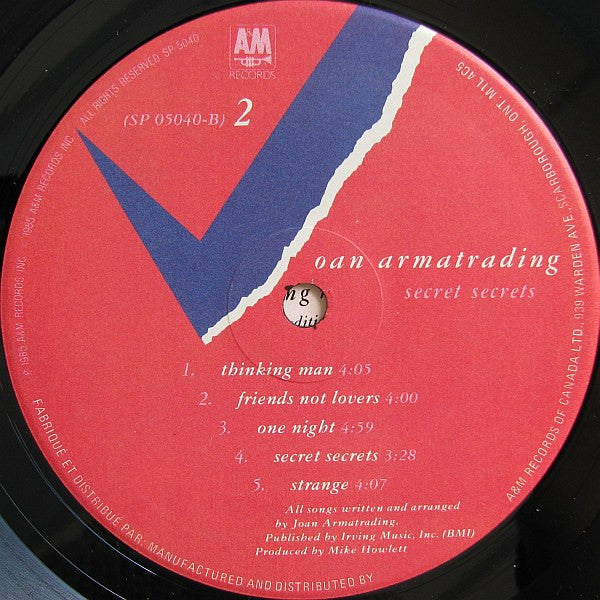 A&M
RECORDS
(SP 05040-B) 2
oan armatrading
secret secrets
1. thinking man 4:05
2. friends not lovers 4:00
3. one night 4:59
4. secret secrets 3:28
5. strange 4:07
All songs written and arranged
by Joan Armatrading.
Published by Irving Music, Inc. (BMI)
Produced by Mike Howlett
℗ 1985 A&M RECORDS INC. · 1985 A&M RECORDS INC. ALL RIGHTS RESERVED SP 5040
FABRIQUÉ ET DISTRIBUÉ PAR: MANUFACTURED AND DISTRIBUTED BY
A&M RECORDS OF CANADA LTD., 939 WARDEN AVE., SCARBOROUGH, ONT. M1L 4C5